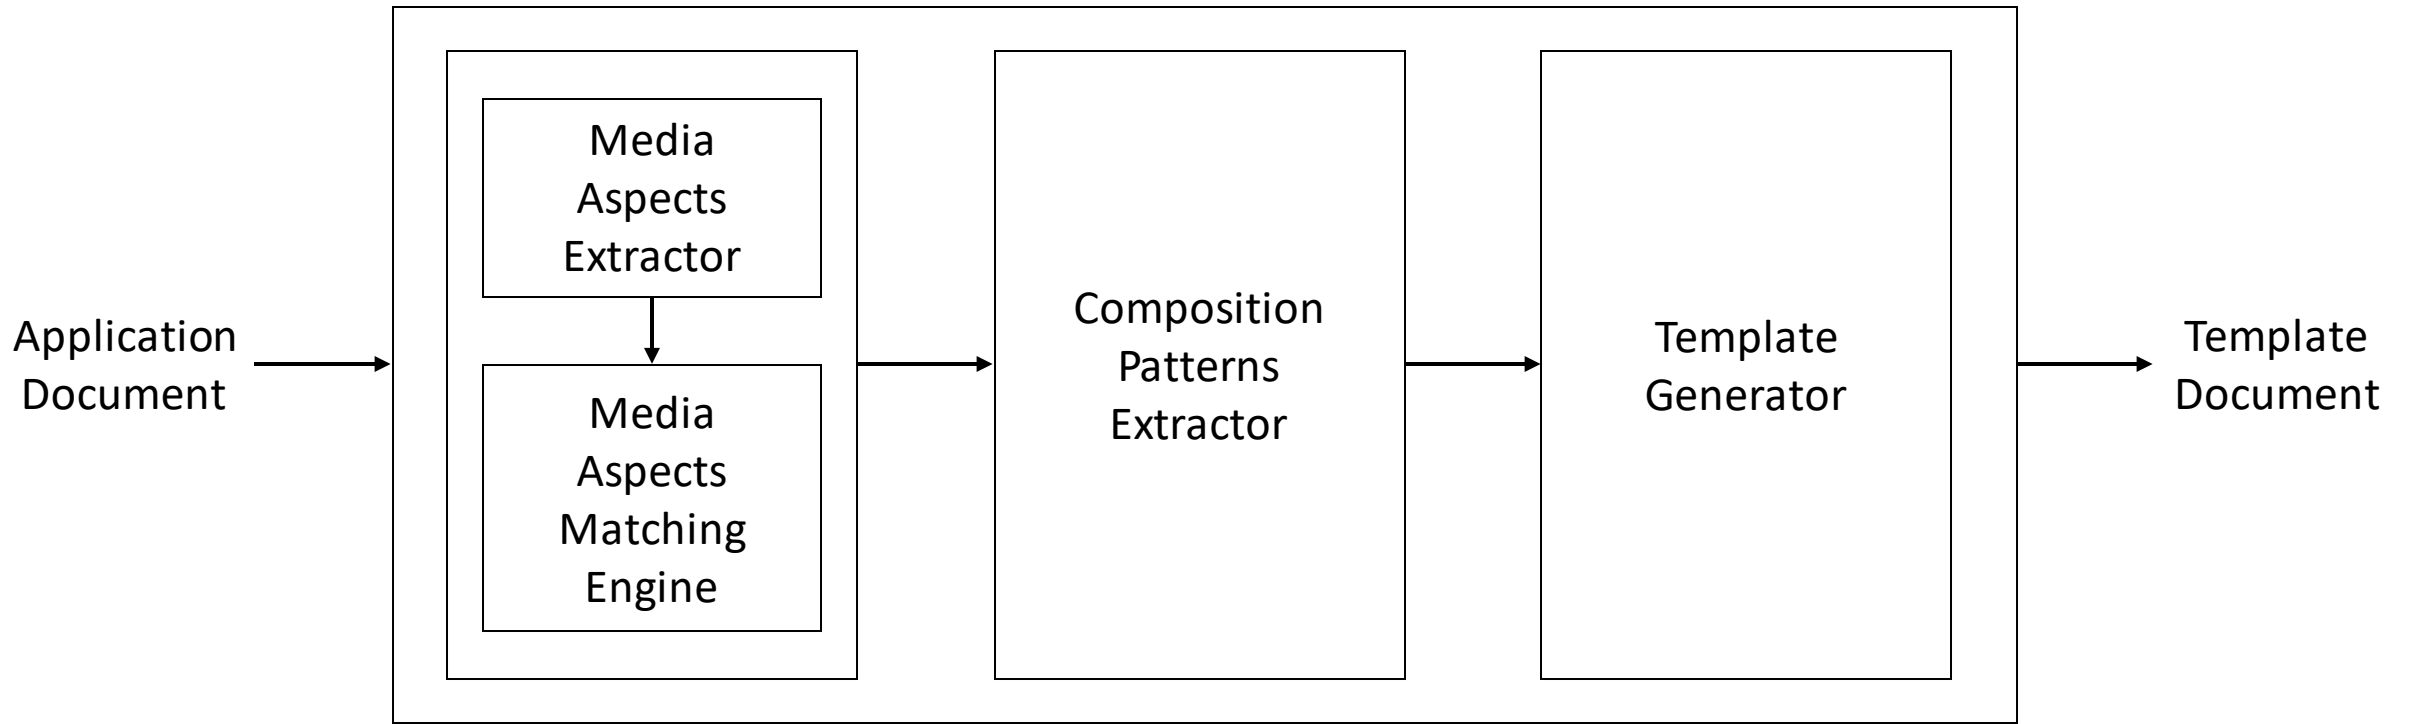 Application
Document
Media
Aspects
Extractor
Media
Aspects
Matching
Engine
Composition
Patterns
Extractor
Template
Generator
Template
Document